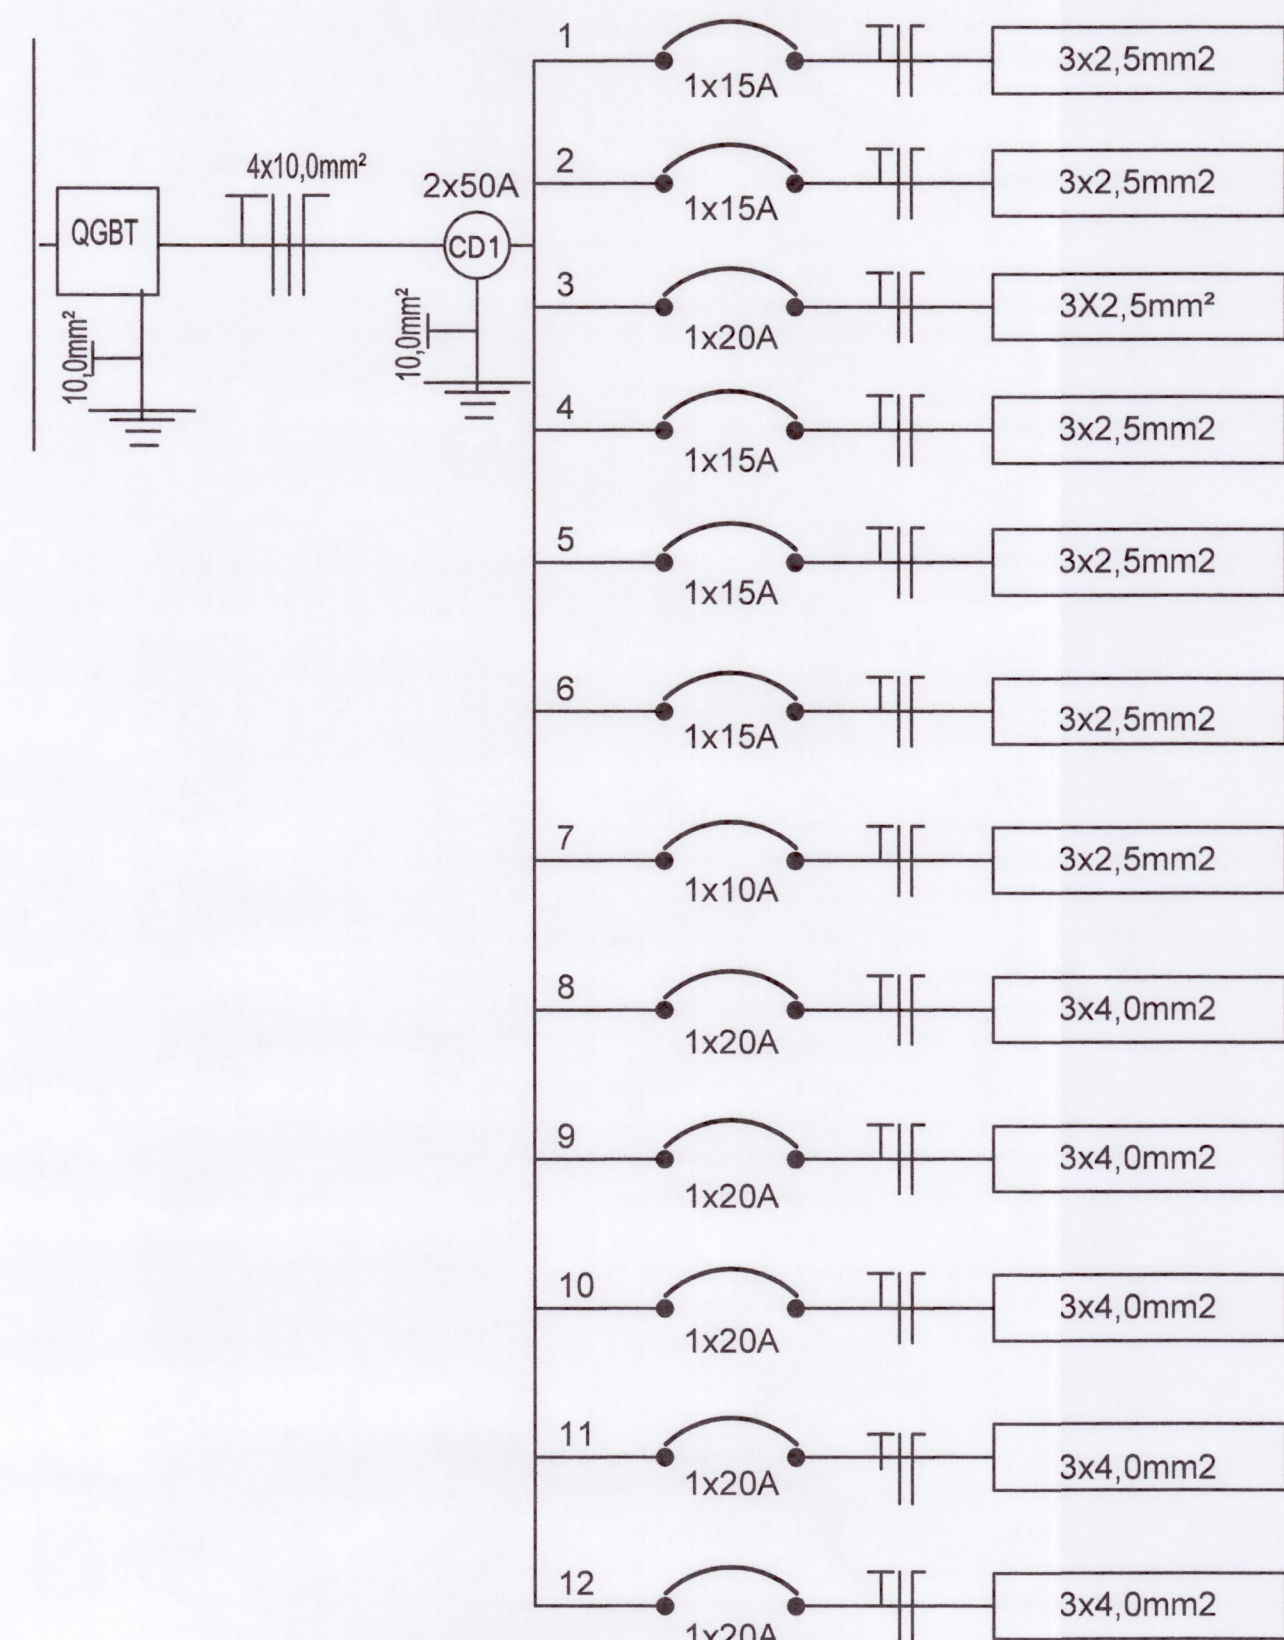 QGBT
4x10,0mm²
10,0mm²
2x50A
CD1
10,0mm²
1
1x15A
3x2,5mm2
2
1x15A
3x2,5mm2
3
1x20A
3X2,5mm²
4
1x15A
3x2,5mm2
5
1x15A
3x2,5mm2
6
1x15A
3x2,5mm2
7
1x10A
3x2,5mm2
8
1x20A
3x4,0mm2
9
1x20A
3x4,0mm2
10
1x20A
3x4,0mm2
11
1x20A
3x4,0mm2
12
1x20A
3x4,0mm2